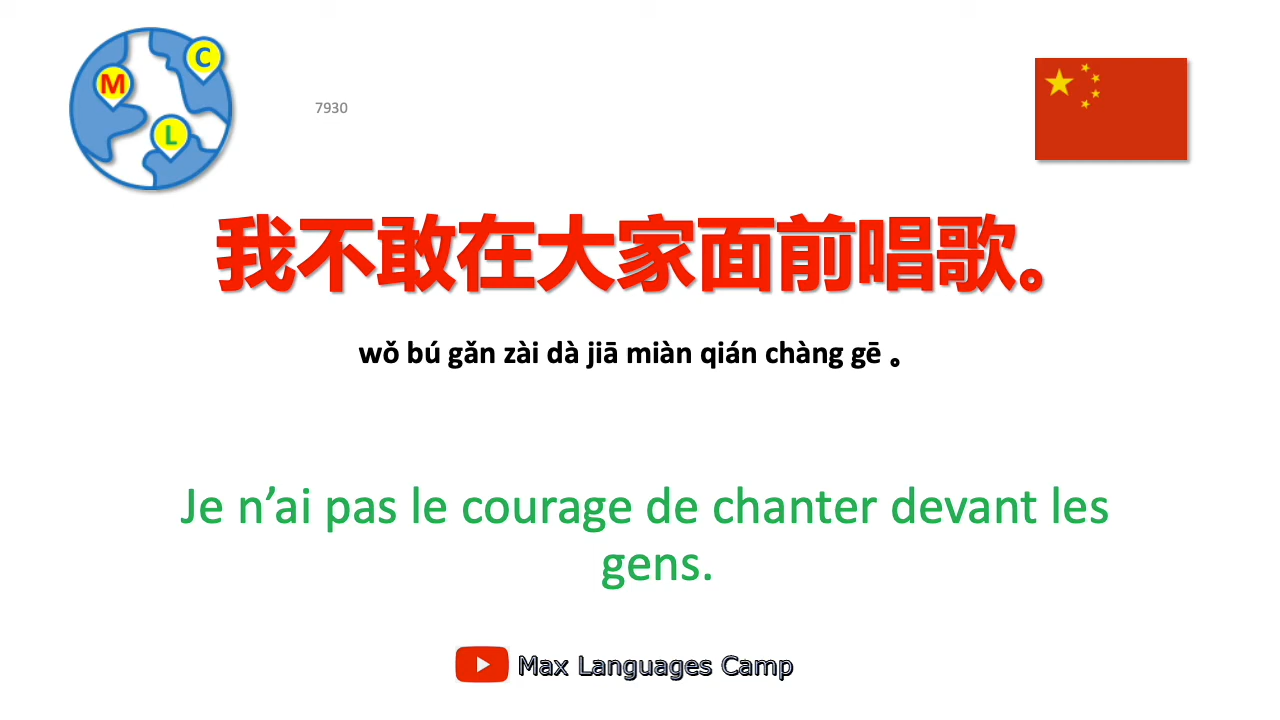 M
C
L
7930
我不敢在大家面前唱歌。
wǒ bú gǎn zài dà jiā miàn qián chàng gē 。
Je n’ai pas le courage de chanter devant les
gens.
Max Languages Camp